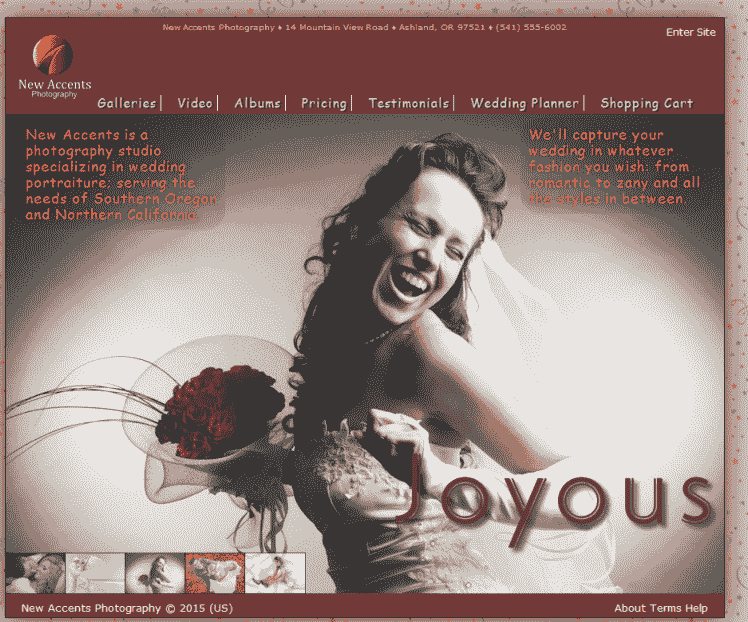 New Accents Photography ♦ 14 Mountain View Road ♦ Ashland, OR 97521 ♦ (541) 555-6002
Enter Site
New Accents
Photography
Galleries | Video | Albums | Pricing | Testimonials | Wedding Planner | Shopping Cart
New Accents is a
photography studio
specializing in wedding
portraiture; serving the
needs of Southern Oregon
and Northern California.
We'll capture your
wedding in whatever
fashion you wish: from
romantic to zany and all
the styles in between.
Joyous
New Accents Photography © 2015 (US)
About Terms Help